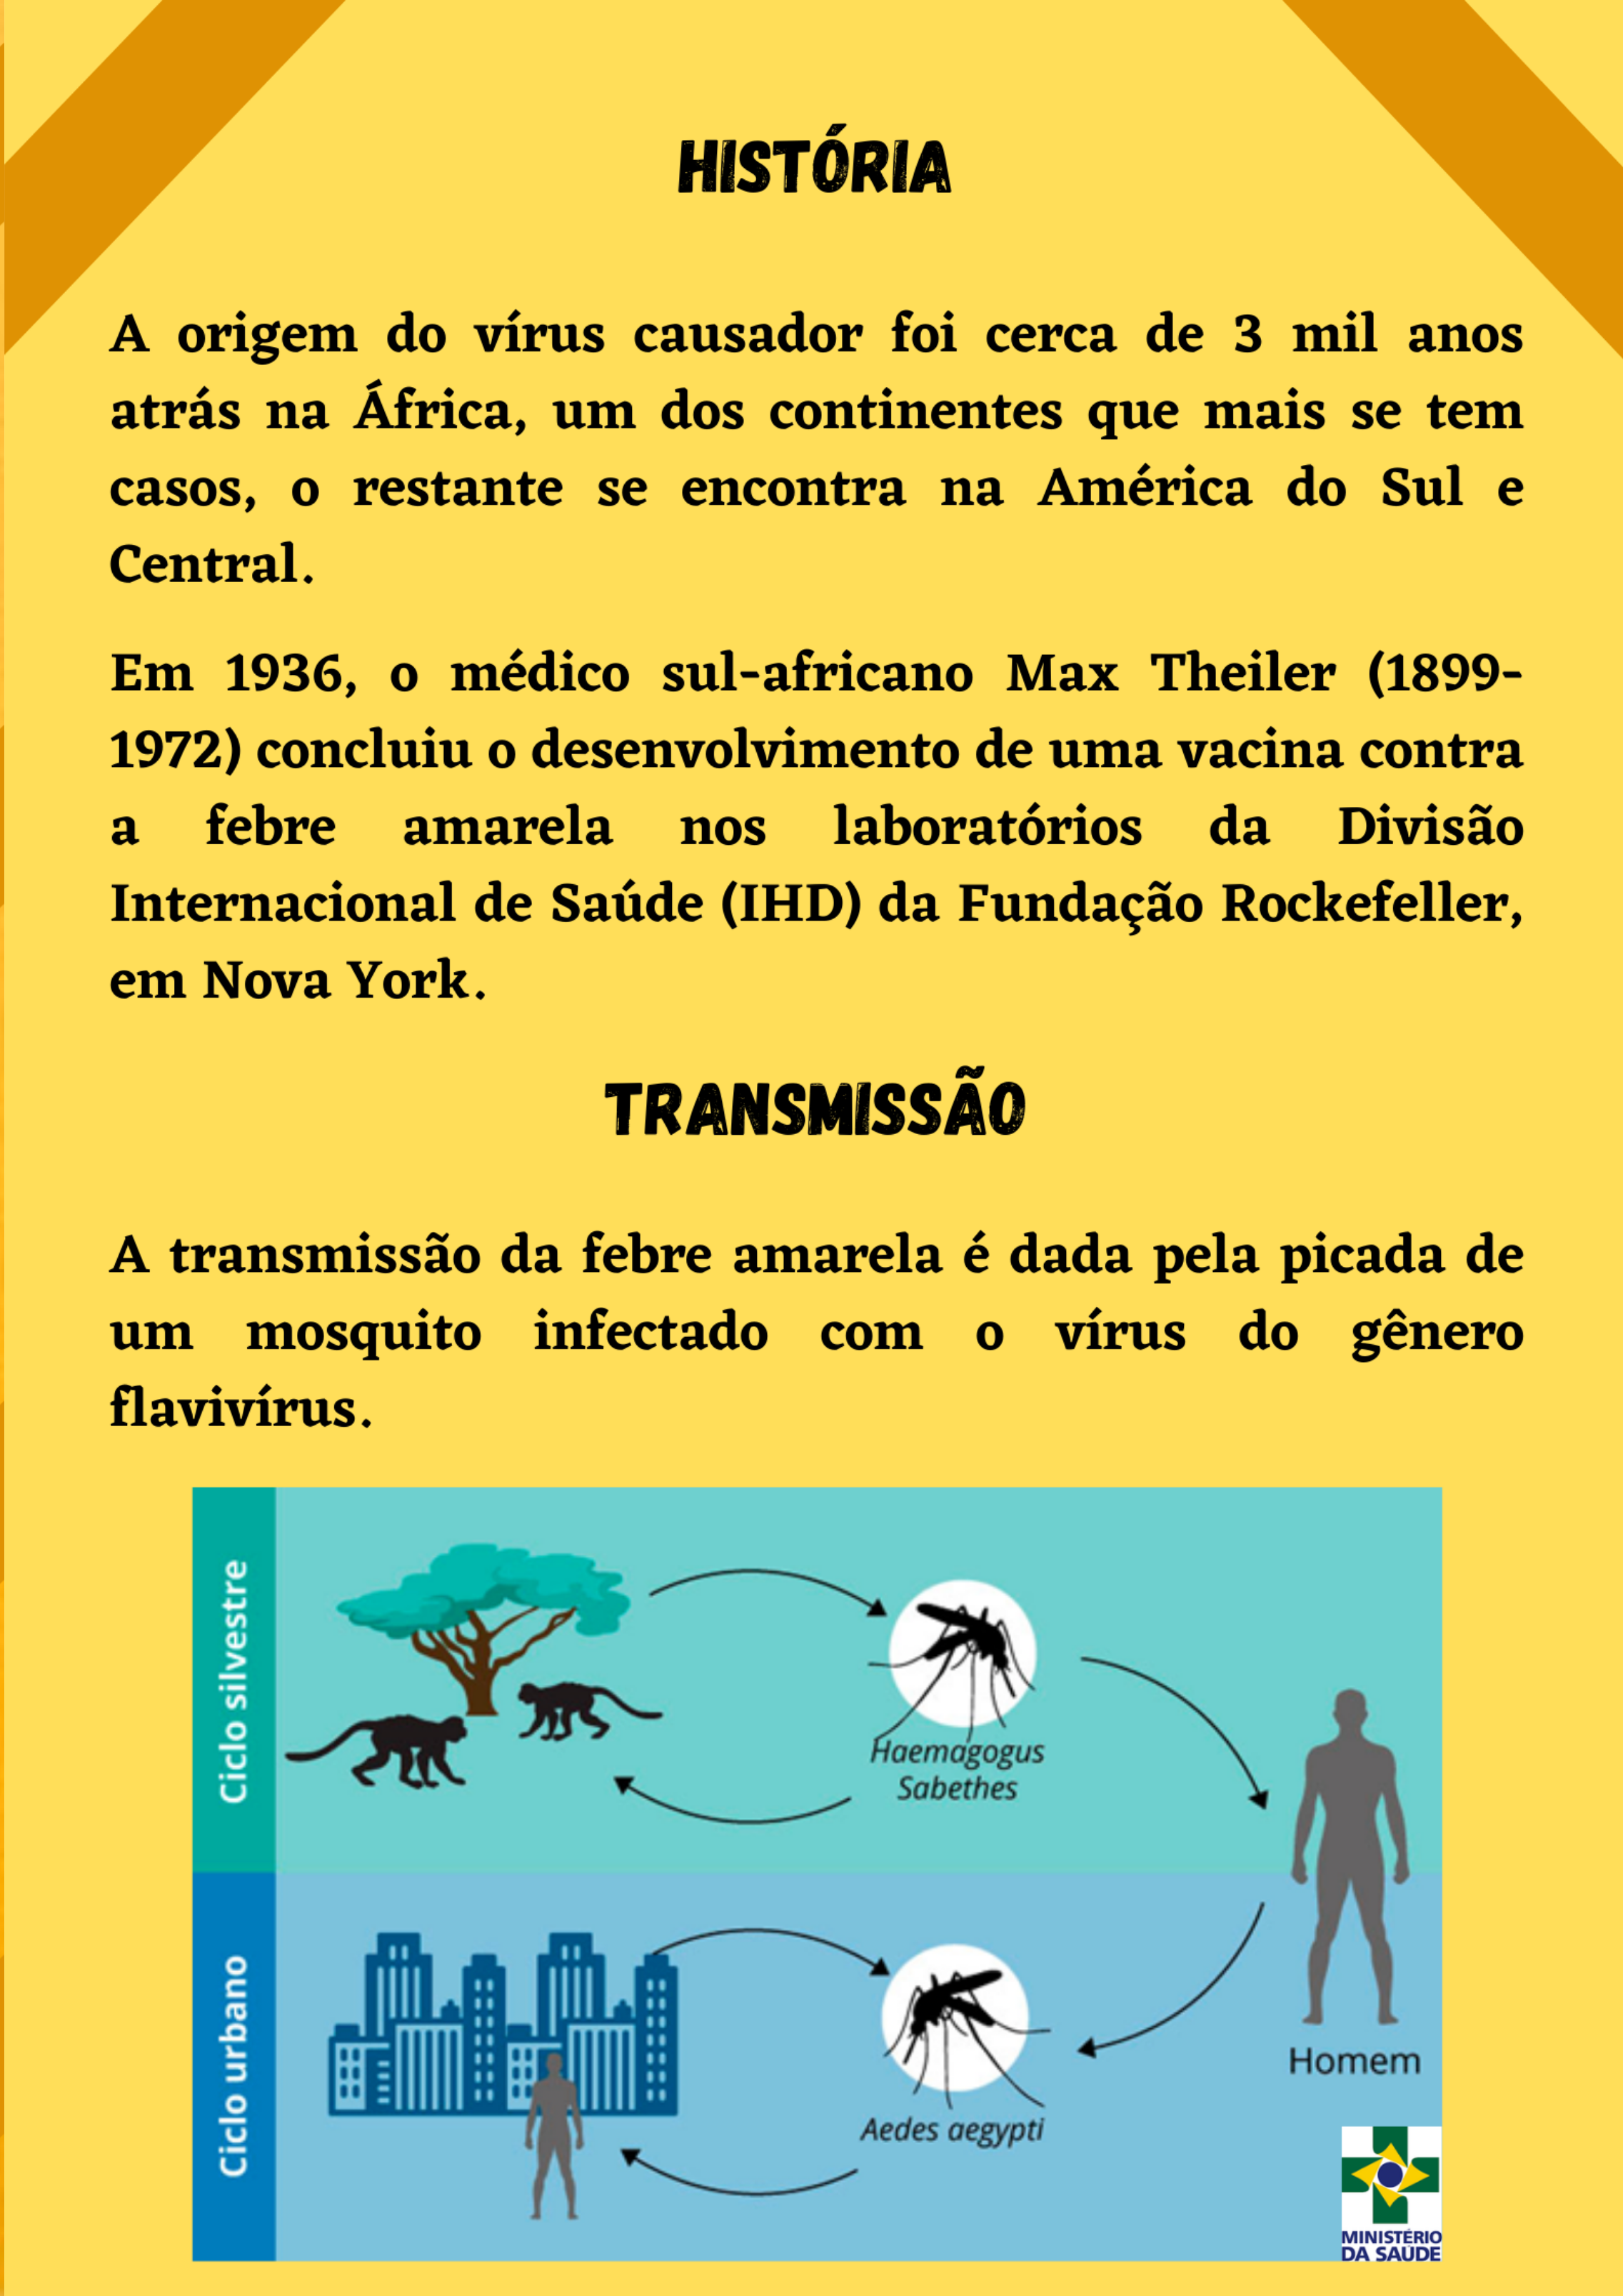 HISTÓRIA
A origem do vírus causador foi cerca de 3 mil anos
atrás na África, um dos continentes que mais se tem
casos, o restante se encontra na América do Sul e
Central.
Em 1936, o médico sul-africano Max Theiler (1899-
1972) concluiu o desenvolvimento de uma vacina contra
a febre amarela nos laboratórios da Divisão
Internacional de Saúde (IHD) da Fundação Rockefeller,
em Nova York.
TRANSMISSÃO
A transmissão da febre amarela é dada pela picada de
um mosquito infectado com o vírus do gênero
flavivírus.
Ciclo silvestre
Haemagogus
Sabethes
Ciclo urbano
Aedes aegypti
Homem
MINISTÉRIO
DA SAÚDE